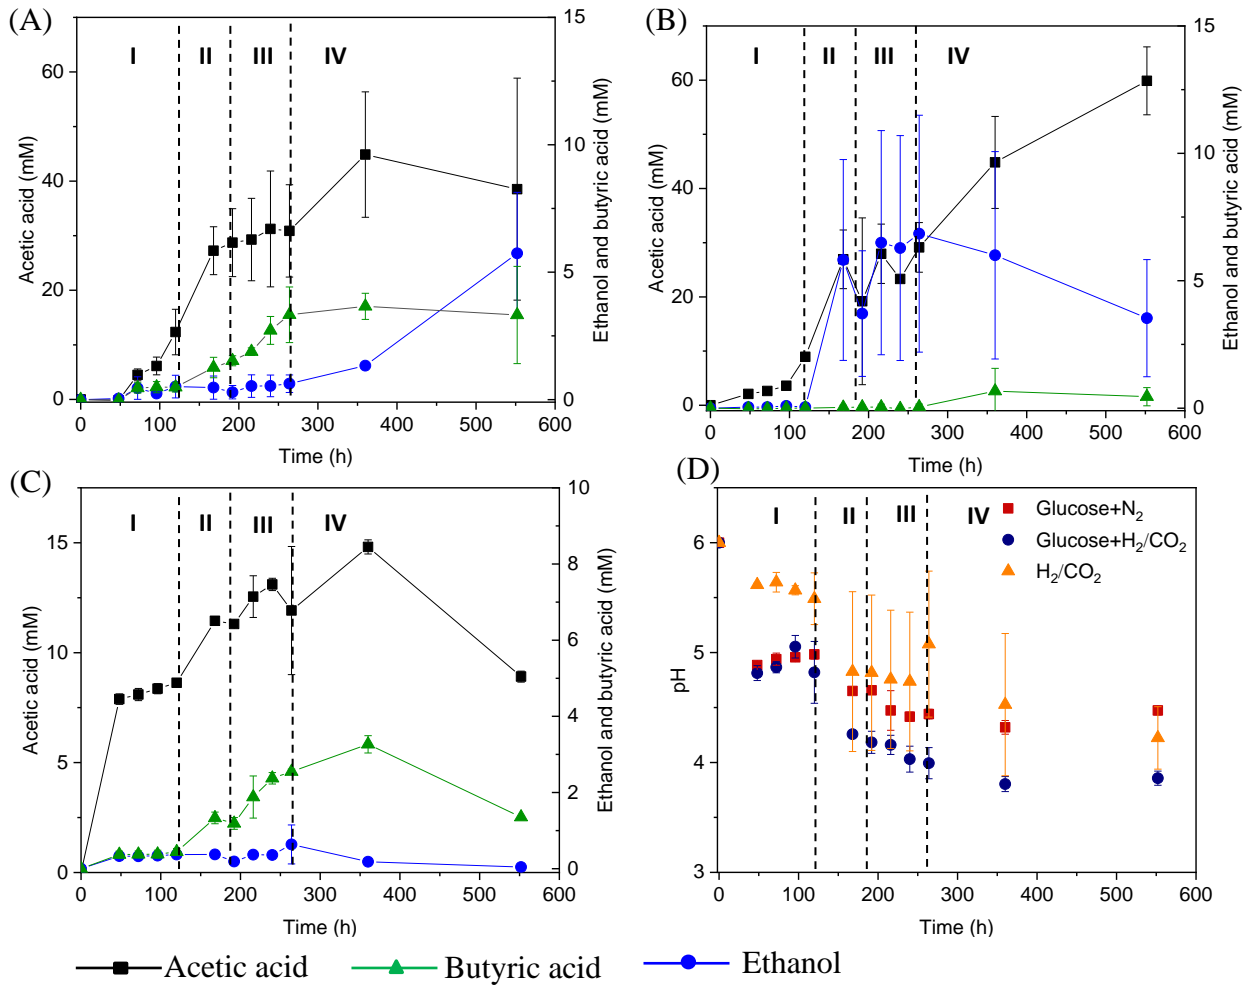 (A)
I
II
III
IV
Acetic acid (mM)
0
20
40
60
Ethanol and butyric acid (mM)
0
5
10
15
0
100
200
300
400
500
600
Time (h)
(B)
I
II
III
IV
Acetic acid (mM)
0
20
40
60
Ethanol and butyric acid (mM)
0
5
10
15
0
100
200
300
400
500
600
Time (h)
(C)
I
II
III
IV
Acetic acid (mM)
0
5
10
15
Ethanol and butyric acid (mM)
0
2
4
6
8
10
0
100
200
300
400
500
600
Time (h)
(D)
I
II
III
IV
Glucose+N₂
Glucose+H₂/CO₂
H₂/CO₂
pH
3
4
5
6
0
100
200
300
400
500
600
Time (h)
Acetic acid
Butyric acid
Ethanol